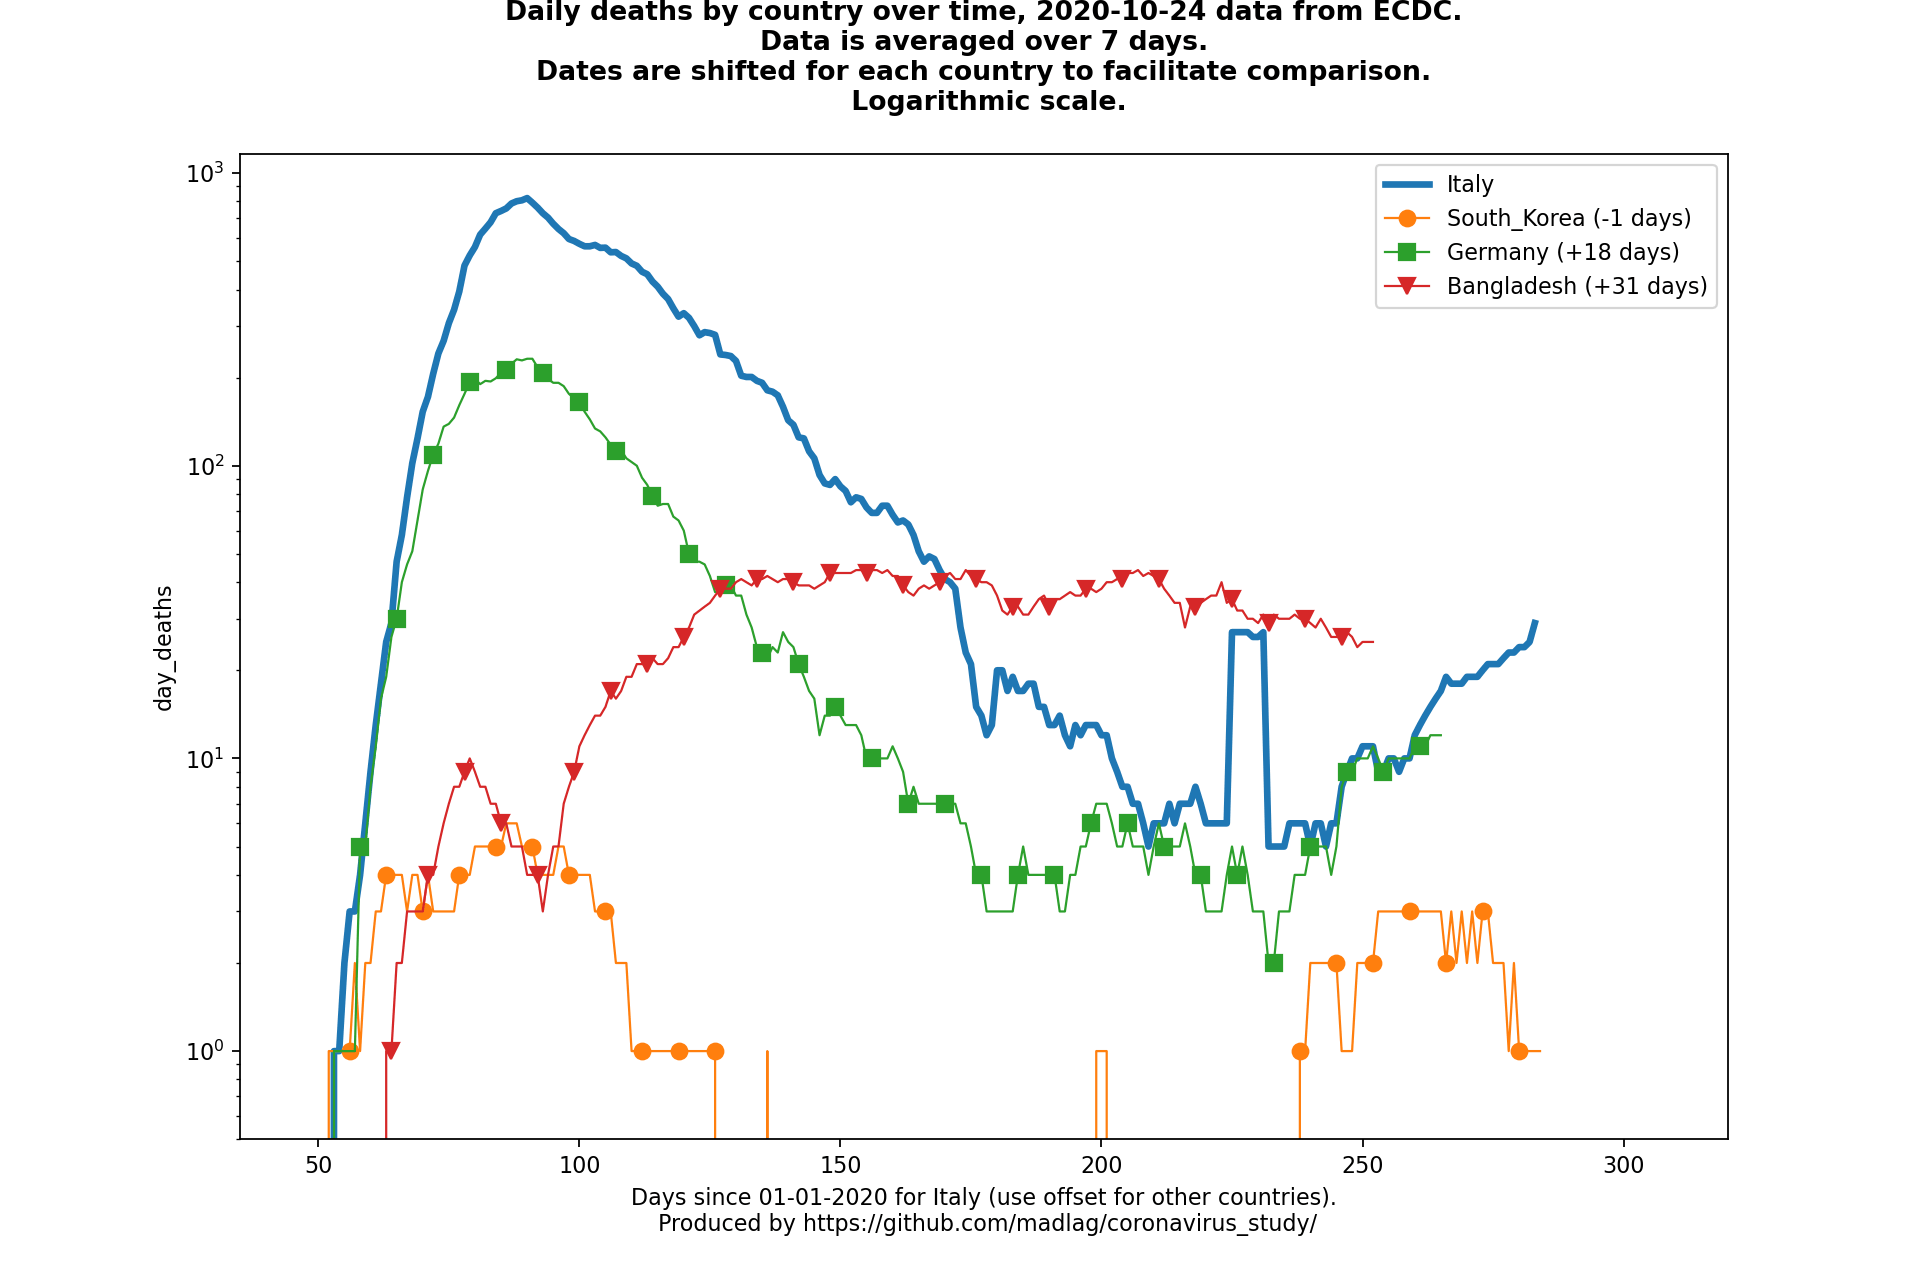 Daily deaths by country over time, 2020-10-24 data from ECDC.
Data is averaged over 7 days.
Dates are shifted for each country to facilitate comparison.
Logarithmic scale.
10³
10²
10¹
10⁰
day_deaths
Italy
South_Korea (-1 days)
Germany (+18 days)
Bangladesh (+31 days)
50 100 150 200 250 300
Days since 01-01-2020 for Italy (use offset for other countries).
Produced by https://github.com/madlag/coronavirus_study/